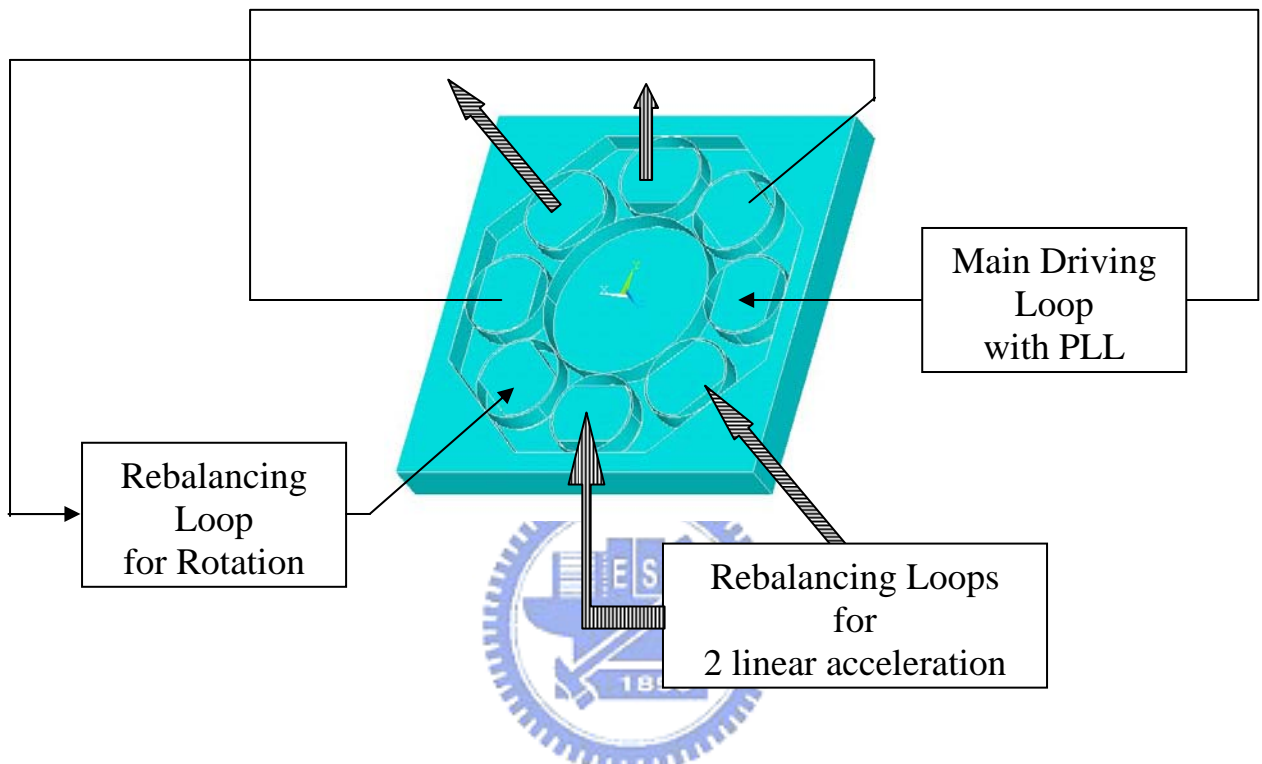 Main Driving
Loop
with PLL
Rebalancing
Loop
for Rotation
Rebalancing Loops
for
2 linear acceleration
E S